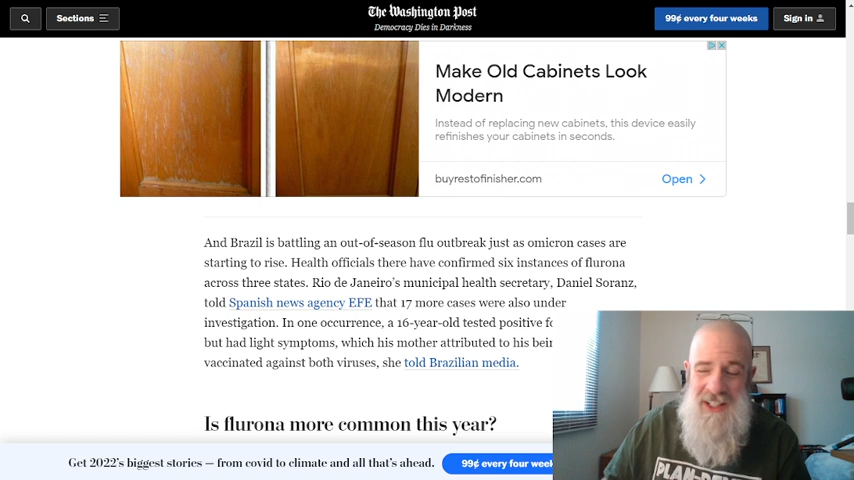 Sections
The Washington Post
Democracy Dies in Darkness
99¢ every four weeks
Sign in
Make Old Cabinets Look
Modern
Instead of replacing new cabinets, this device easily
refinishes your cabinets in seconds.
buyrestofinisher.com
Open
And Brazil is battling an out-of-season flu outbreak just as omicron cases are
starting to rise. Health officials there have confirmed six instances of flurona
across three states. Rio de Janeiro's municipal health secretary, Daniel Soranz,
told Spanish news agency EFE that 17 more cases were also under
investigation. In one occurrence, a 16-year-old tested positive
but had light symptoms, which his mother attributed to his
vaccinated against both viruses, she told Brazilian media.
Is flurona more common this year?
Get 2022's biggest stories — from covid to climate and all that's ahead.
99¢ every four